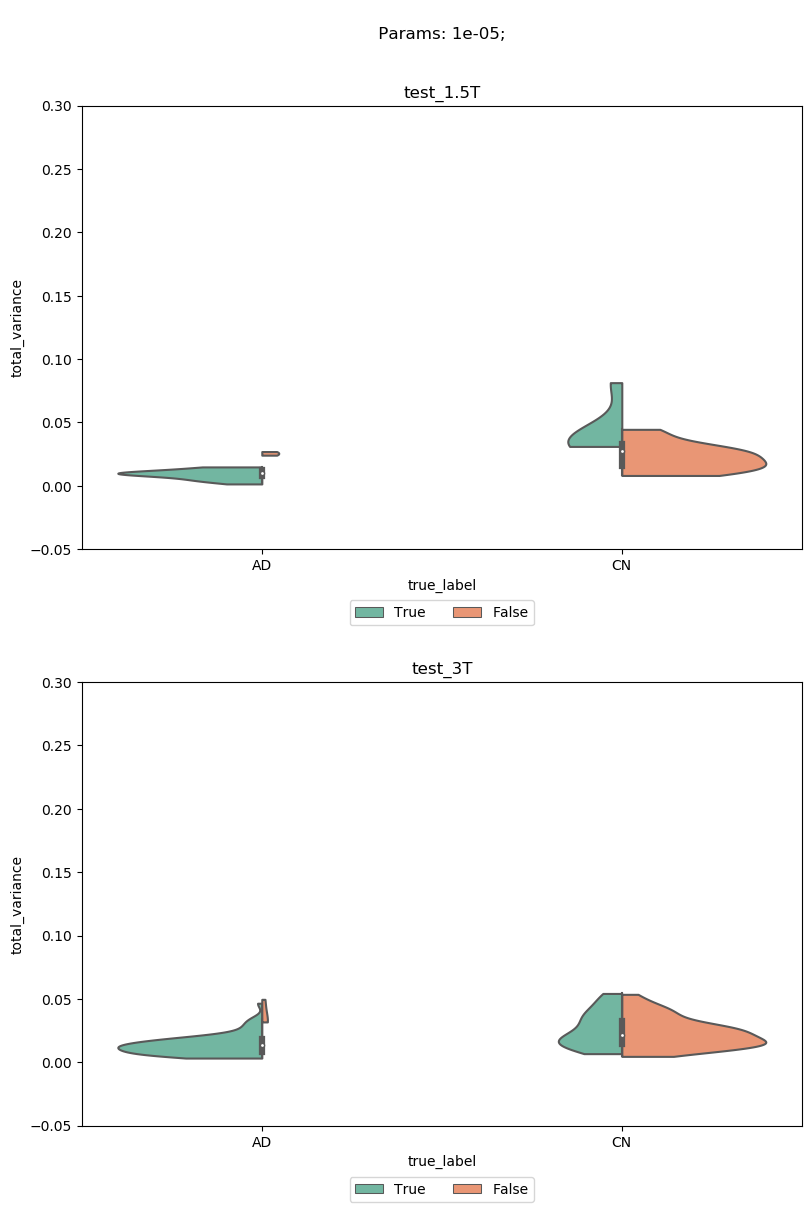 Params: 1e-05;
test_1.5T
0.30
0.25
0.20
0.15
0.10
0.05
0.00
−0.05
total_variance
AD CN
true_label
True False
test_3T
0.30
0.25
0.20
0.15
0.10
0.05
0.00
−0.05
total_variance
AD CN
true_label
True False